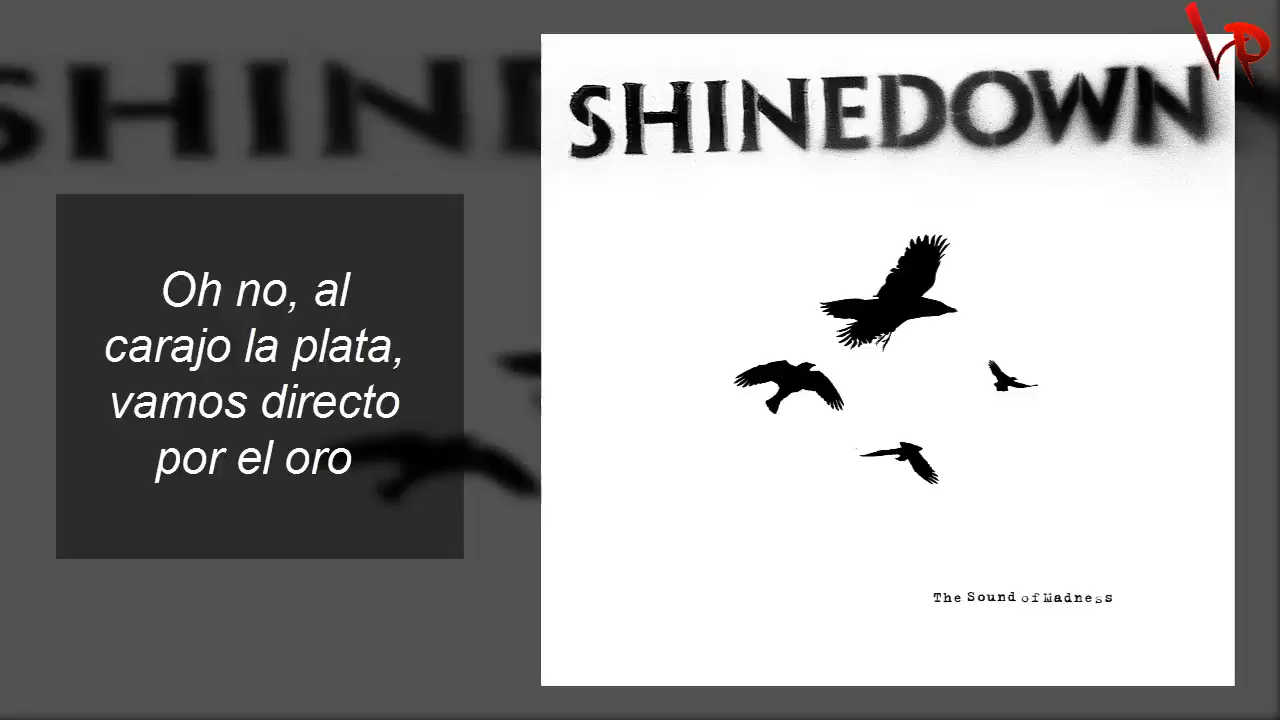 SHINEDOWN
Oh no, al
carajo la plata,
vamos directo
por el oro
The Sound of Madness